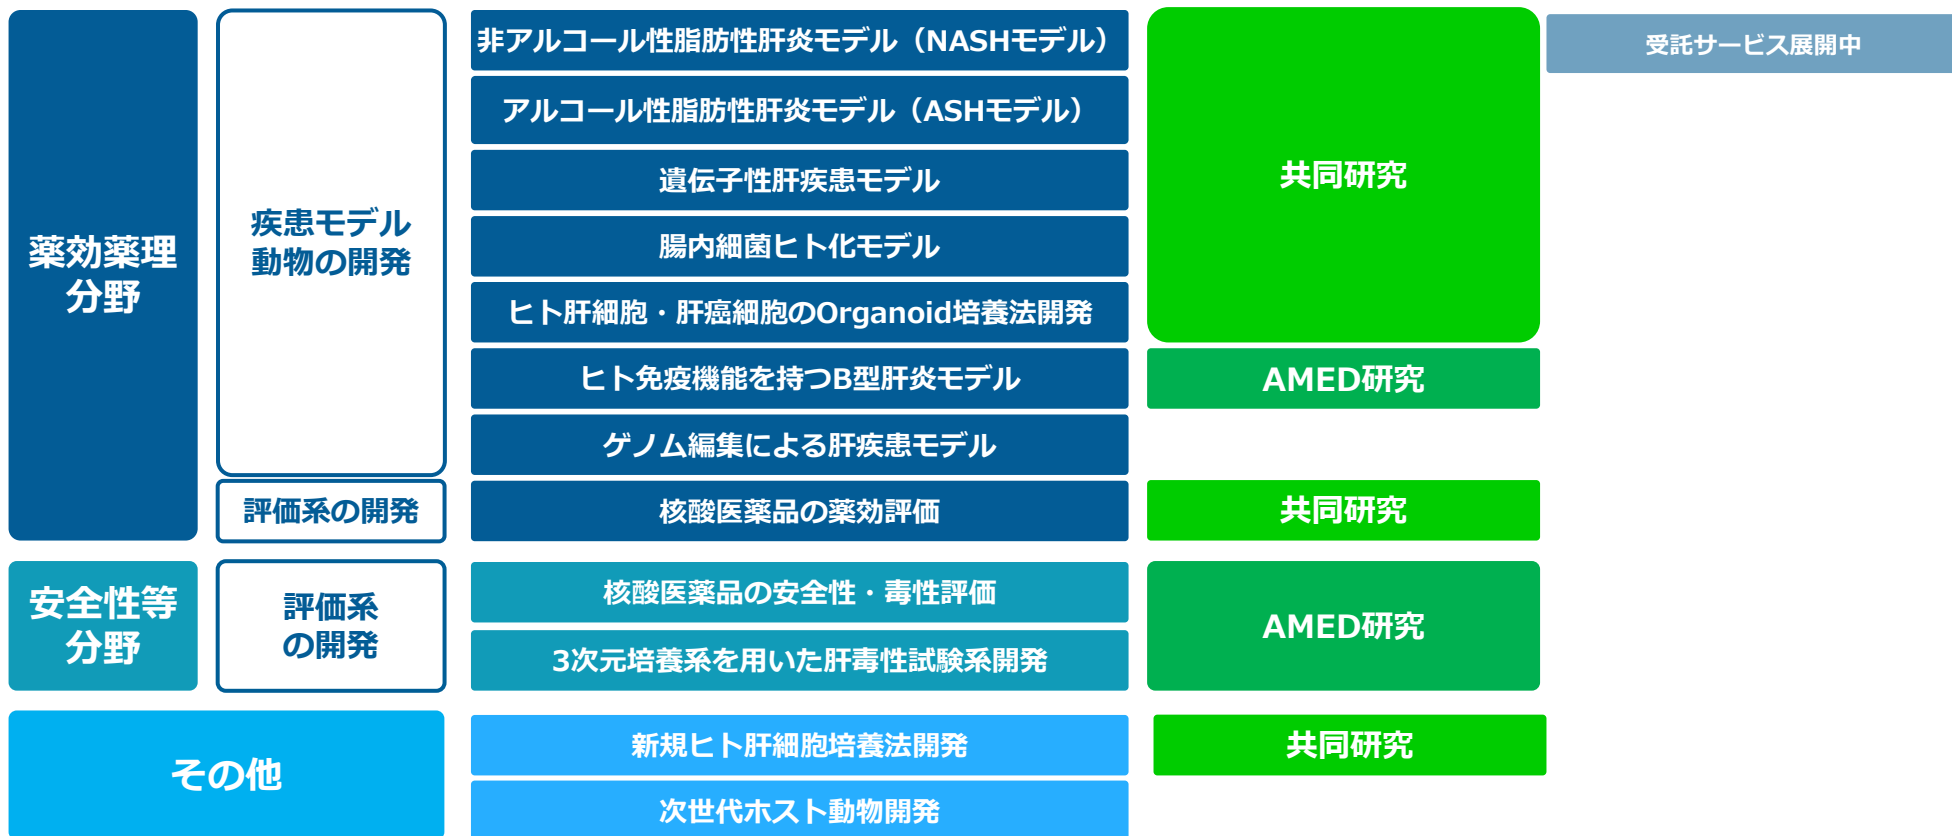 薬効薬理
分野
疾患モデル
動物の開発
非アルコール性脂肪性肝炎モデル（NASHモデル）
アルコール性脂肪性肝炎モデル（ASHモデル）
遺伝子性肝疾患モデル
腸内細菌ヒト化モデル
ヒト肝細胞・肝癌細胞のOrganoid培養法開発
共同研究
受託サービス展開中
ヒト免疫機能を持つB型肝炎モデル
AMED研究
ゲノム編集による肝疾患モデル
評価系の開発
核酸医薬品の薬効評価
共同研究
安全性等
分野
評価系
の開発
核酸医薬品の安全性・毒性評価
3次元培養系を用いた肝毒性試験系開発
AMED研究
その他
新規ヒト肝細胞培養法開発
共同研究
次世代ホスト動物開発